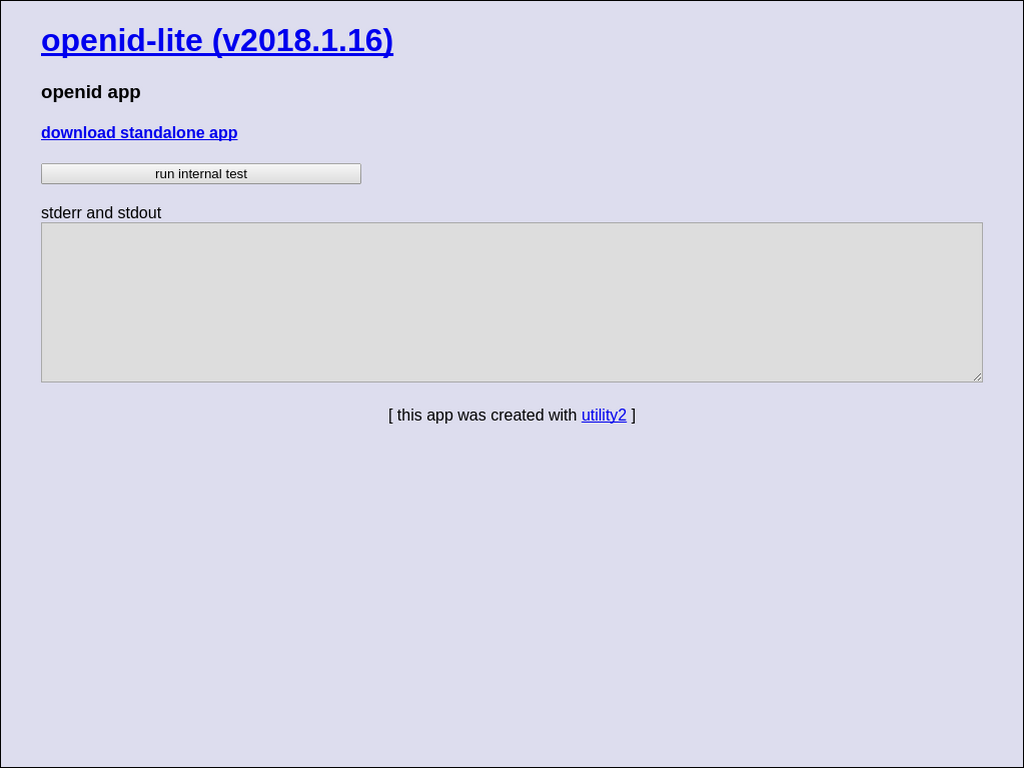 openid-lite (v2018.1.16)
openid app
download standalone app
run internal test
stderr and stdout
[ this app was created with utility2 ]